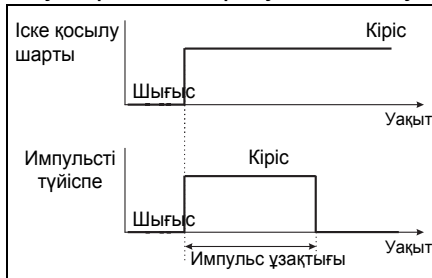 Іске қосылу
шарты
Кіріс
Шығыс
Уақыт
Импульсті
түйіспе
Кіріс
Шығыс
Уақыт
Импульс ұзақтығы